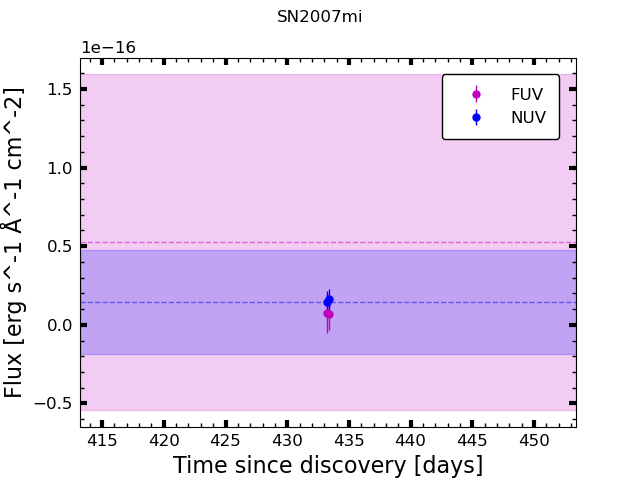 SN2007mi
1e−16
1.5
1.0
0.5
0.0
−0.5
FUV
NUV
415 420 425 430 435 440 445 450
Time since discovery [days]
Flux [erg s^-1 Å^-1 cm^-2]